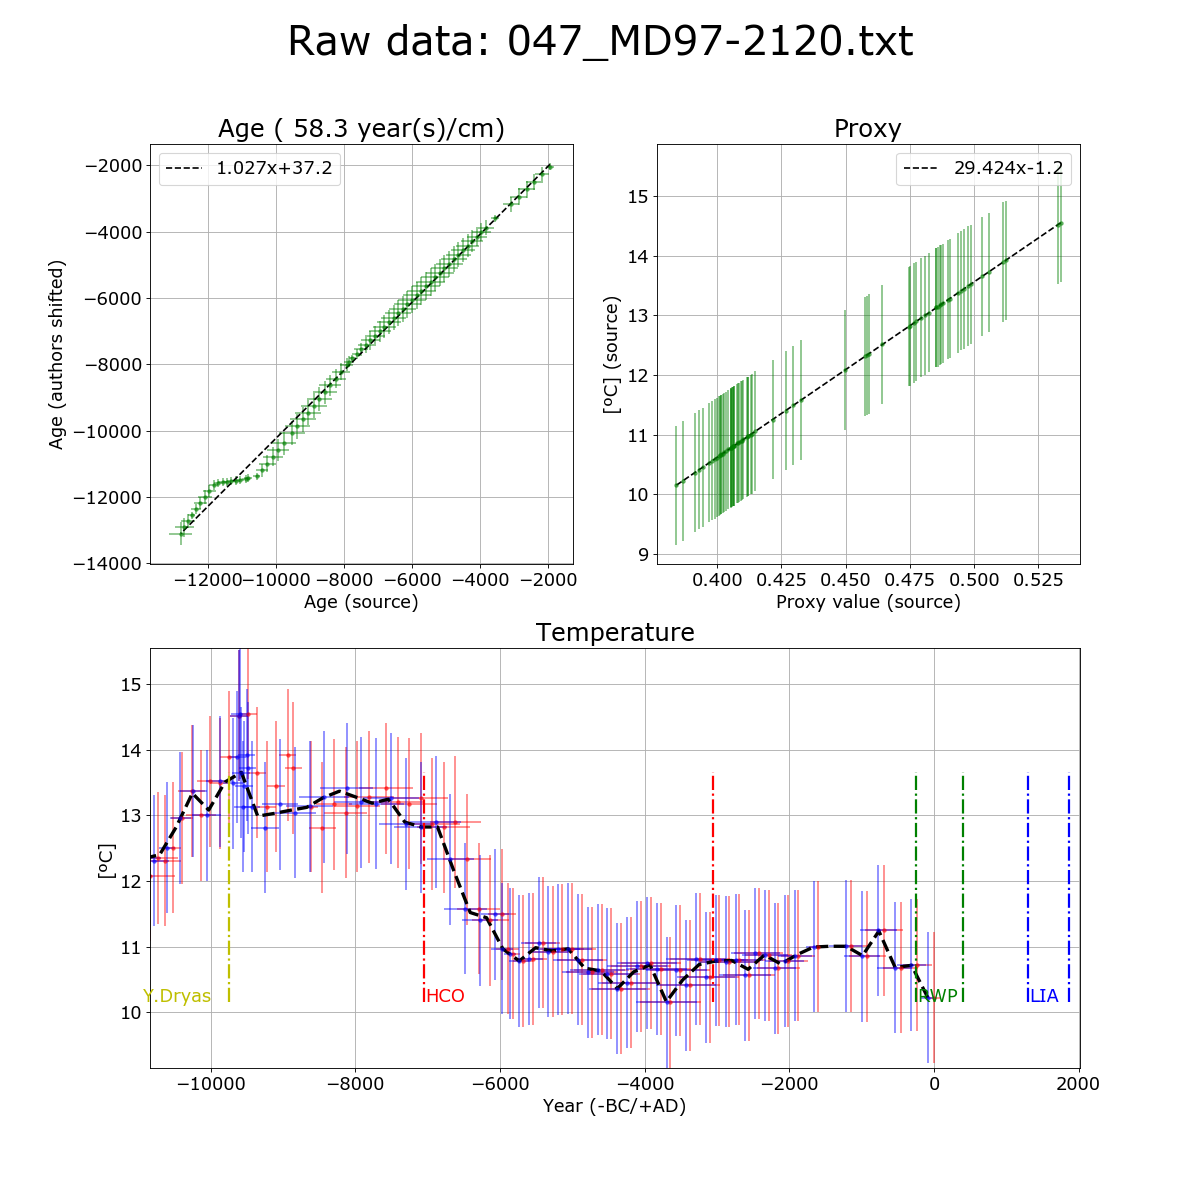 Raw data: 047_MD97-2120.txt
Age ( 58.3 year(s)/cm)
1.027x+37.2
−2000
−4000
−6000
−8000
−10000
−12000
−14000
Age (authors shifted)
−12000 −10000 −8000 −6000 −4000 −2000
Age (source)
Proxy
29.424x-1.2
15
14
13
12
11
10
9
[ºC] (source)
0.400 0.425 0.450 0.475 0.500 0.525
Proxy value (source)
Temperature
15
14
13
12
11
10
[ºC]
Y.Dryas HCO RWP LIA
−10000 −8000 −6000 −4000 −2000 0 2000
Year (-BC/+AD)